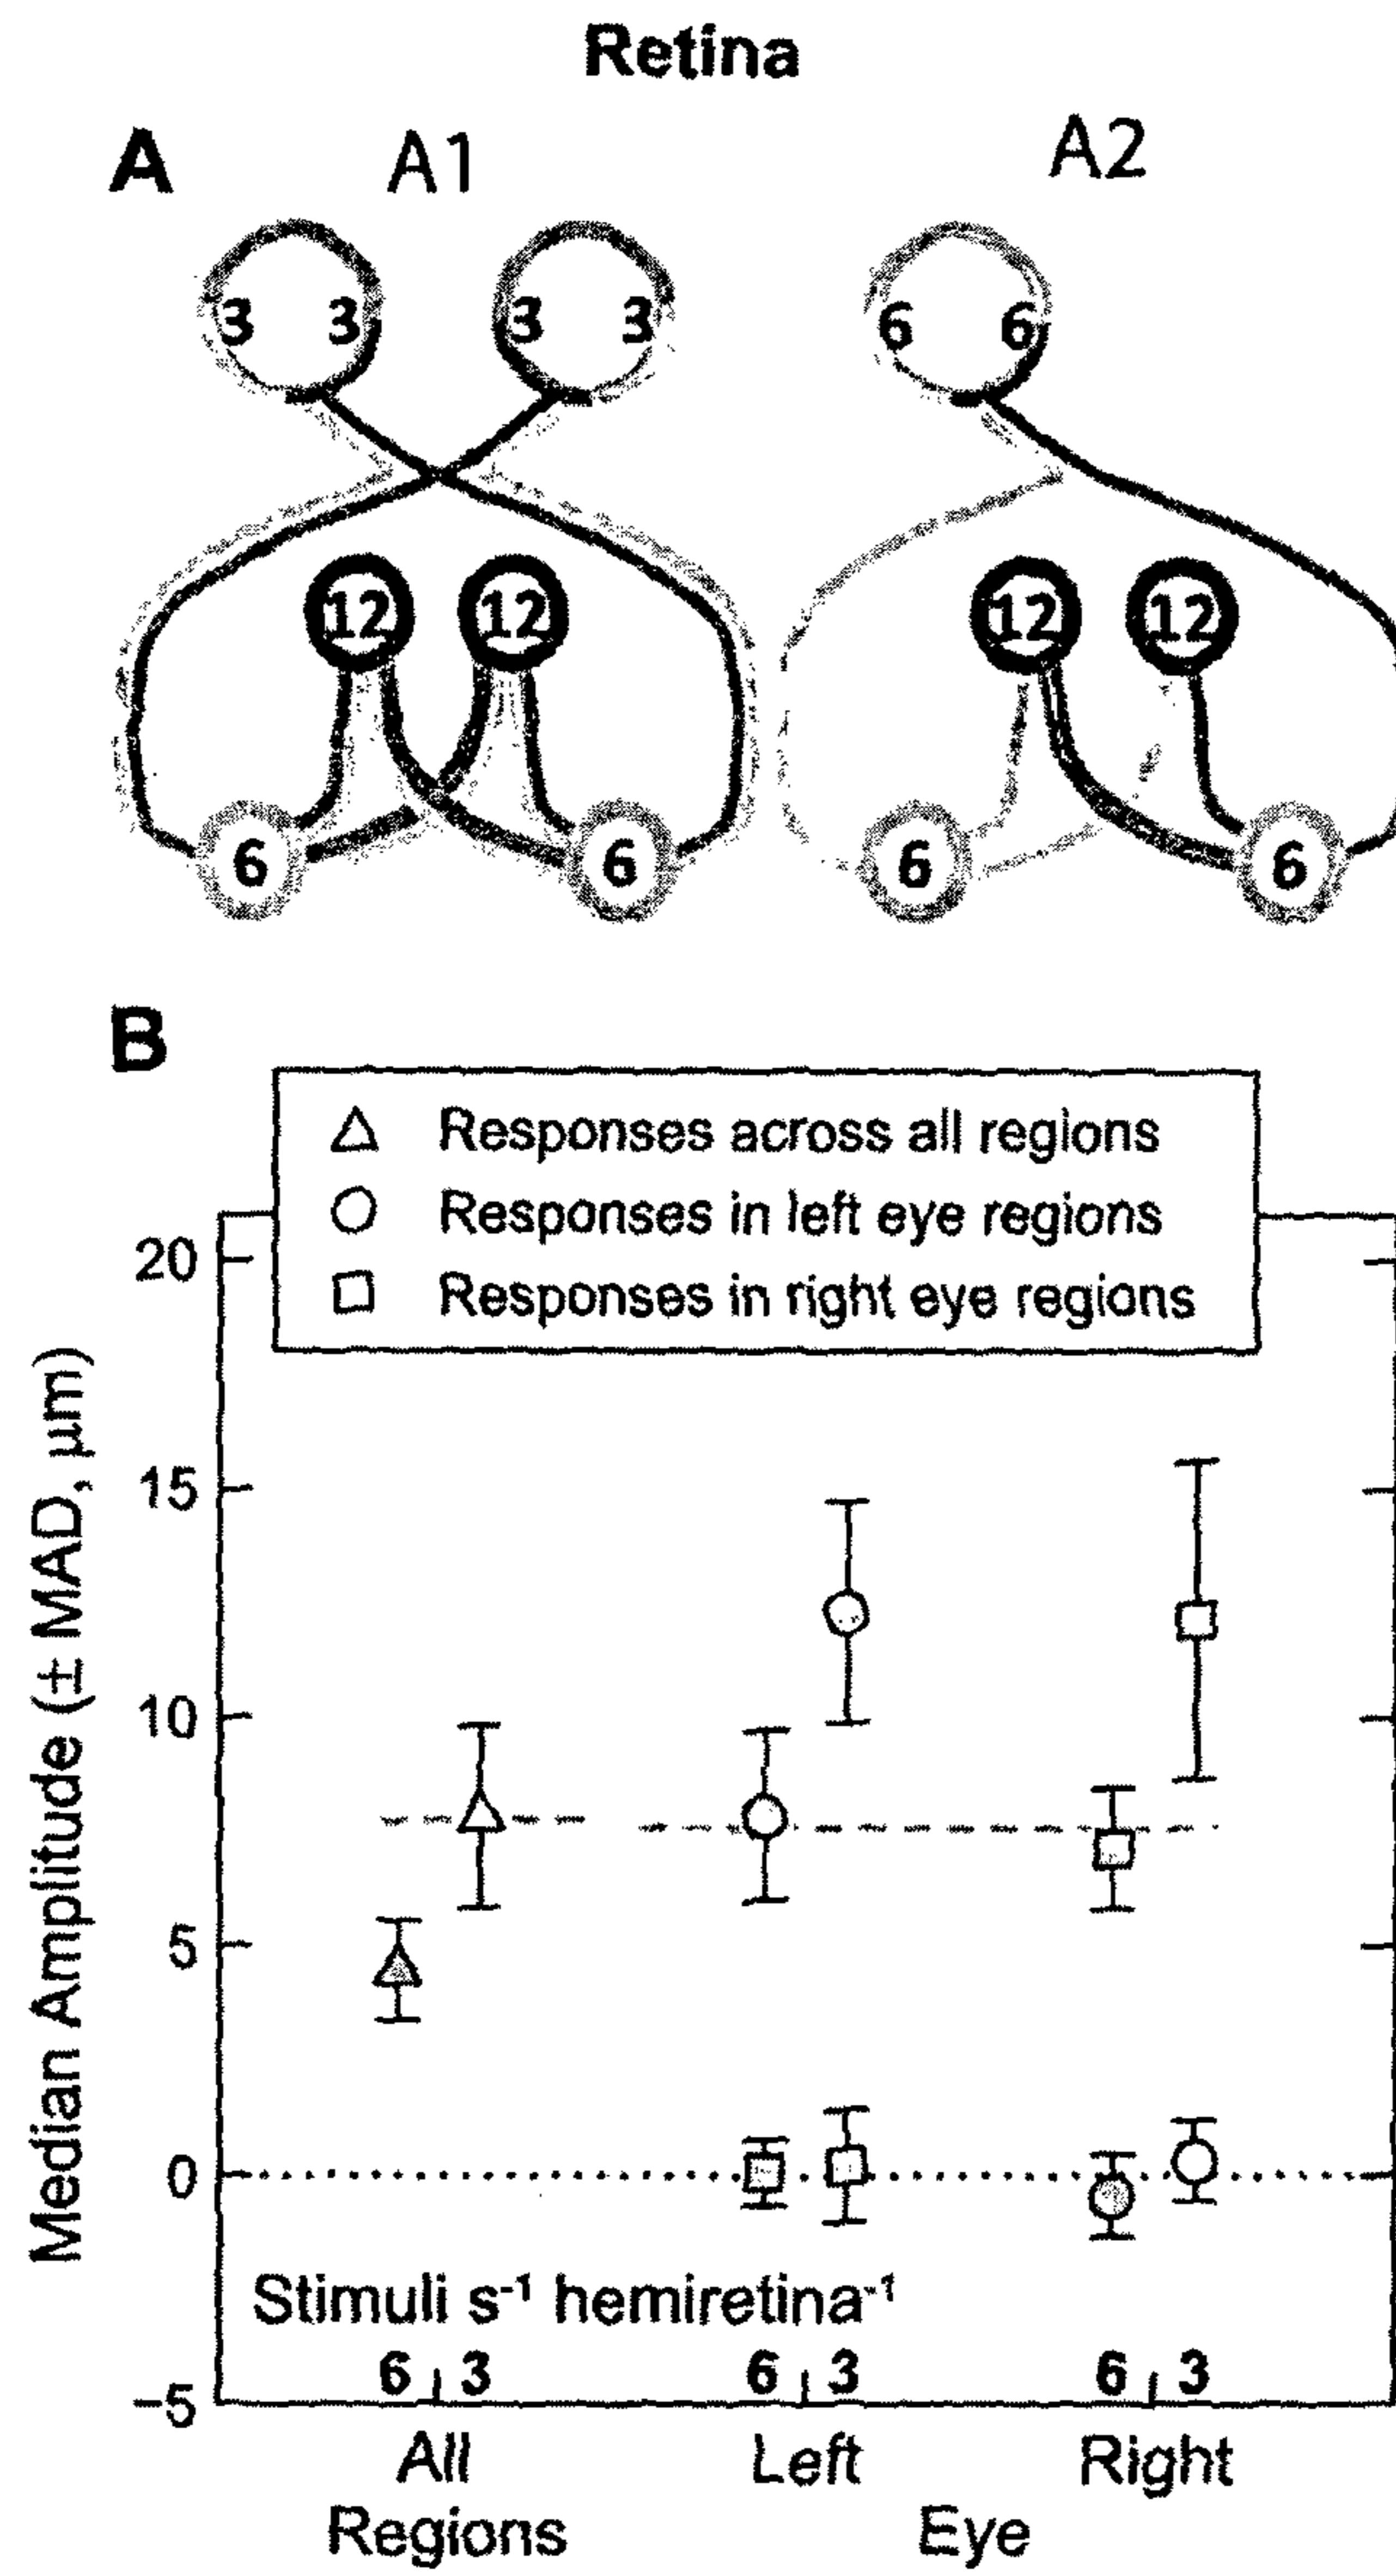 Retina
A A1 A2
3 3 3 3 6 6
12 12 12 12
6 6 6 6
B
△ Responses across all regions
○ Responses in left eye regions
□ Responses in right eye regions
20
15
10
5
0
−5
Median Amplitude (± MAD, µm)
Stimuli s⁻¹ hemiretina⁻¹
6 3 6 3 6 3
All Left Right
Regions Eye